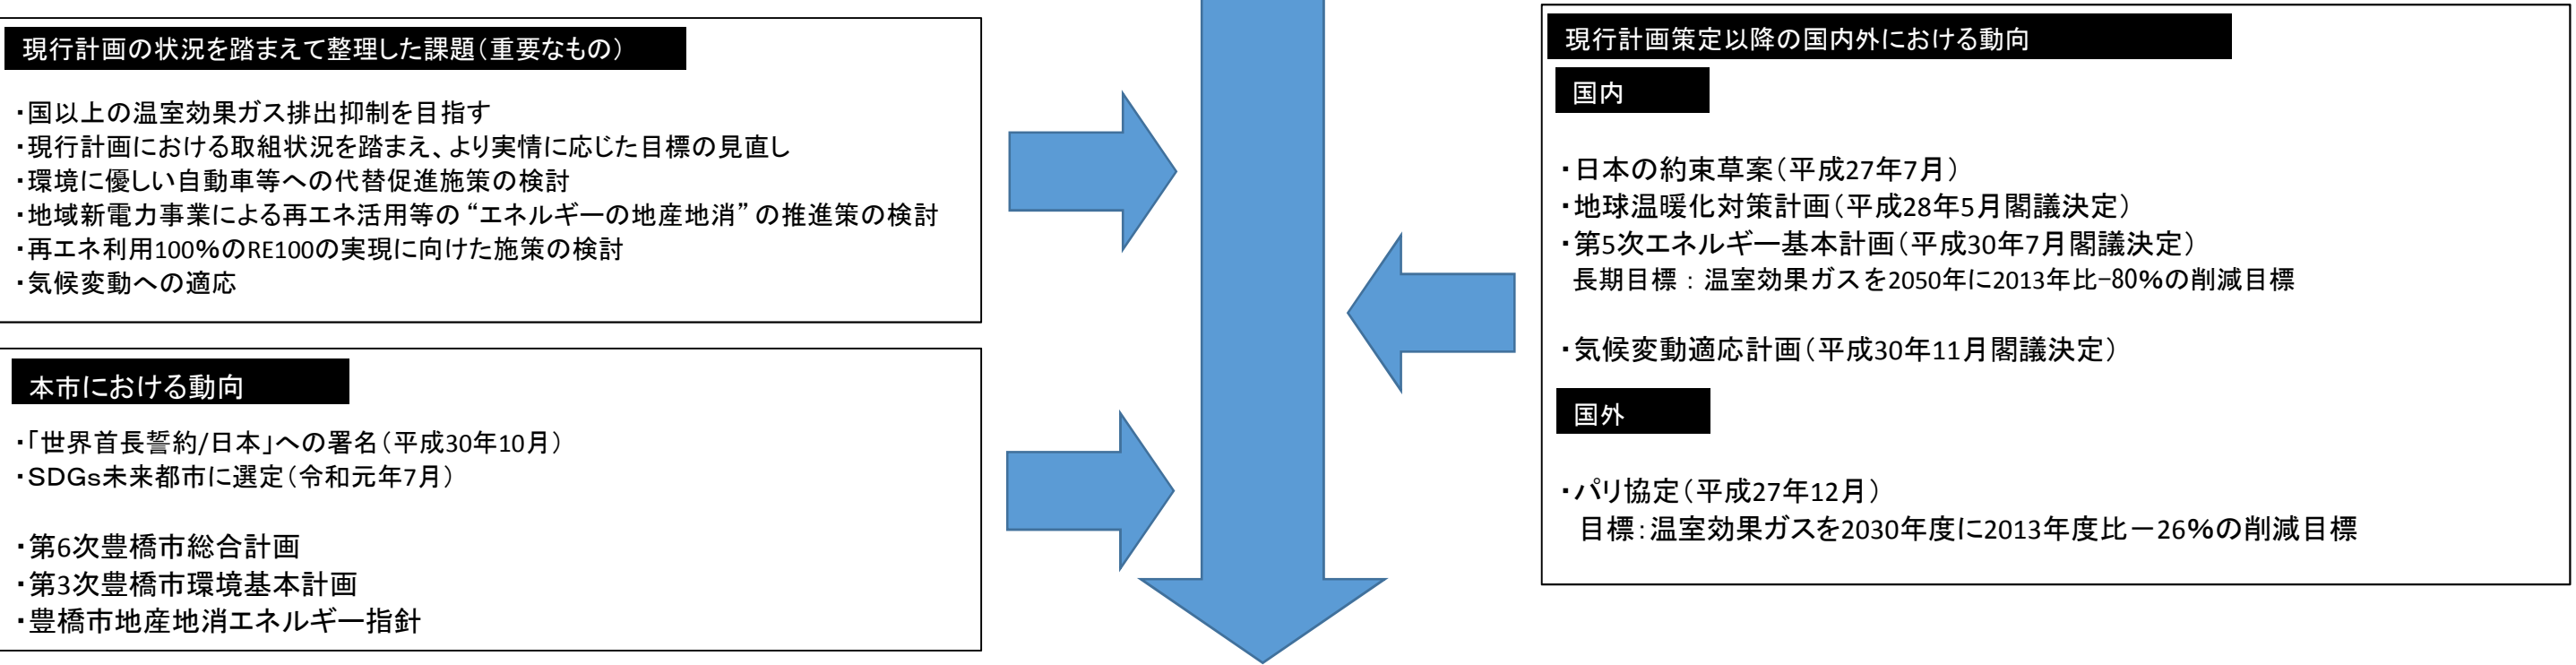 現行計画の状況を踏まえて整理した課題(重要なもの)
・国以上の温室効果ガス排出抑制を目指す
・現行計画における取組状況を踏まえ、より実情に応じた目標の見直し
・環境に優しい自動車等への代替促進施策の検討
・地域新電力事業による再エネ活用等の“エネルギーの地産地消”の推進策の検討
・再エネ利用100%のRE100の実現に向けた施策の検討
・気候変動への適応
本市における動向
・「世界首長誓約/日本」への署名(平成30年10月)
・SDGs未来都市に選定(令和元年7月)
・第6次豊橋市総合計画
・第3次豊橋市環境基本計画
・豊橋市地産地消エネルギー指針
現行計画策定以降の国内外における動向
国内
・日本の約束草案(平成27年7月)
・地球温暖化対策計画(平成28年5月閣議決定)
・第5次エネルギー基本計画(平成30年7月閣議決定)
長期目標：温室効果ガスを2050年に2013年比-80%の削減目標
・気候変動適応計画(平成30年11月閣議決定)
国外
・パリ協定(平成27年12月)
目標：温室効果ガスを2030年度に2013年度比－26%の削減目標